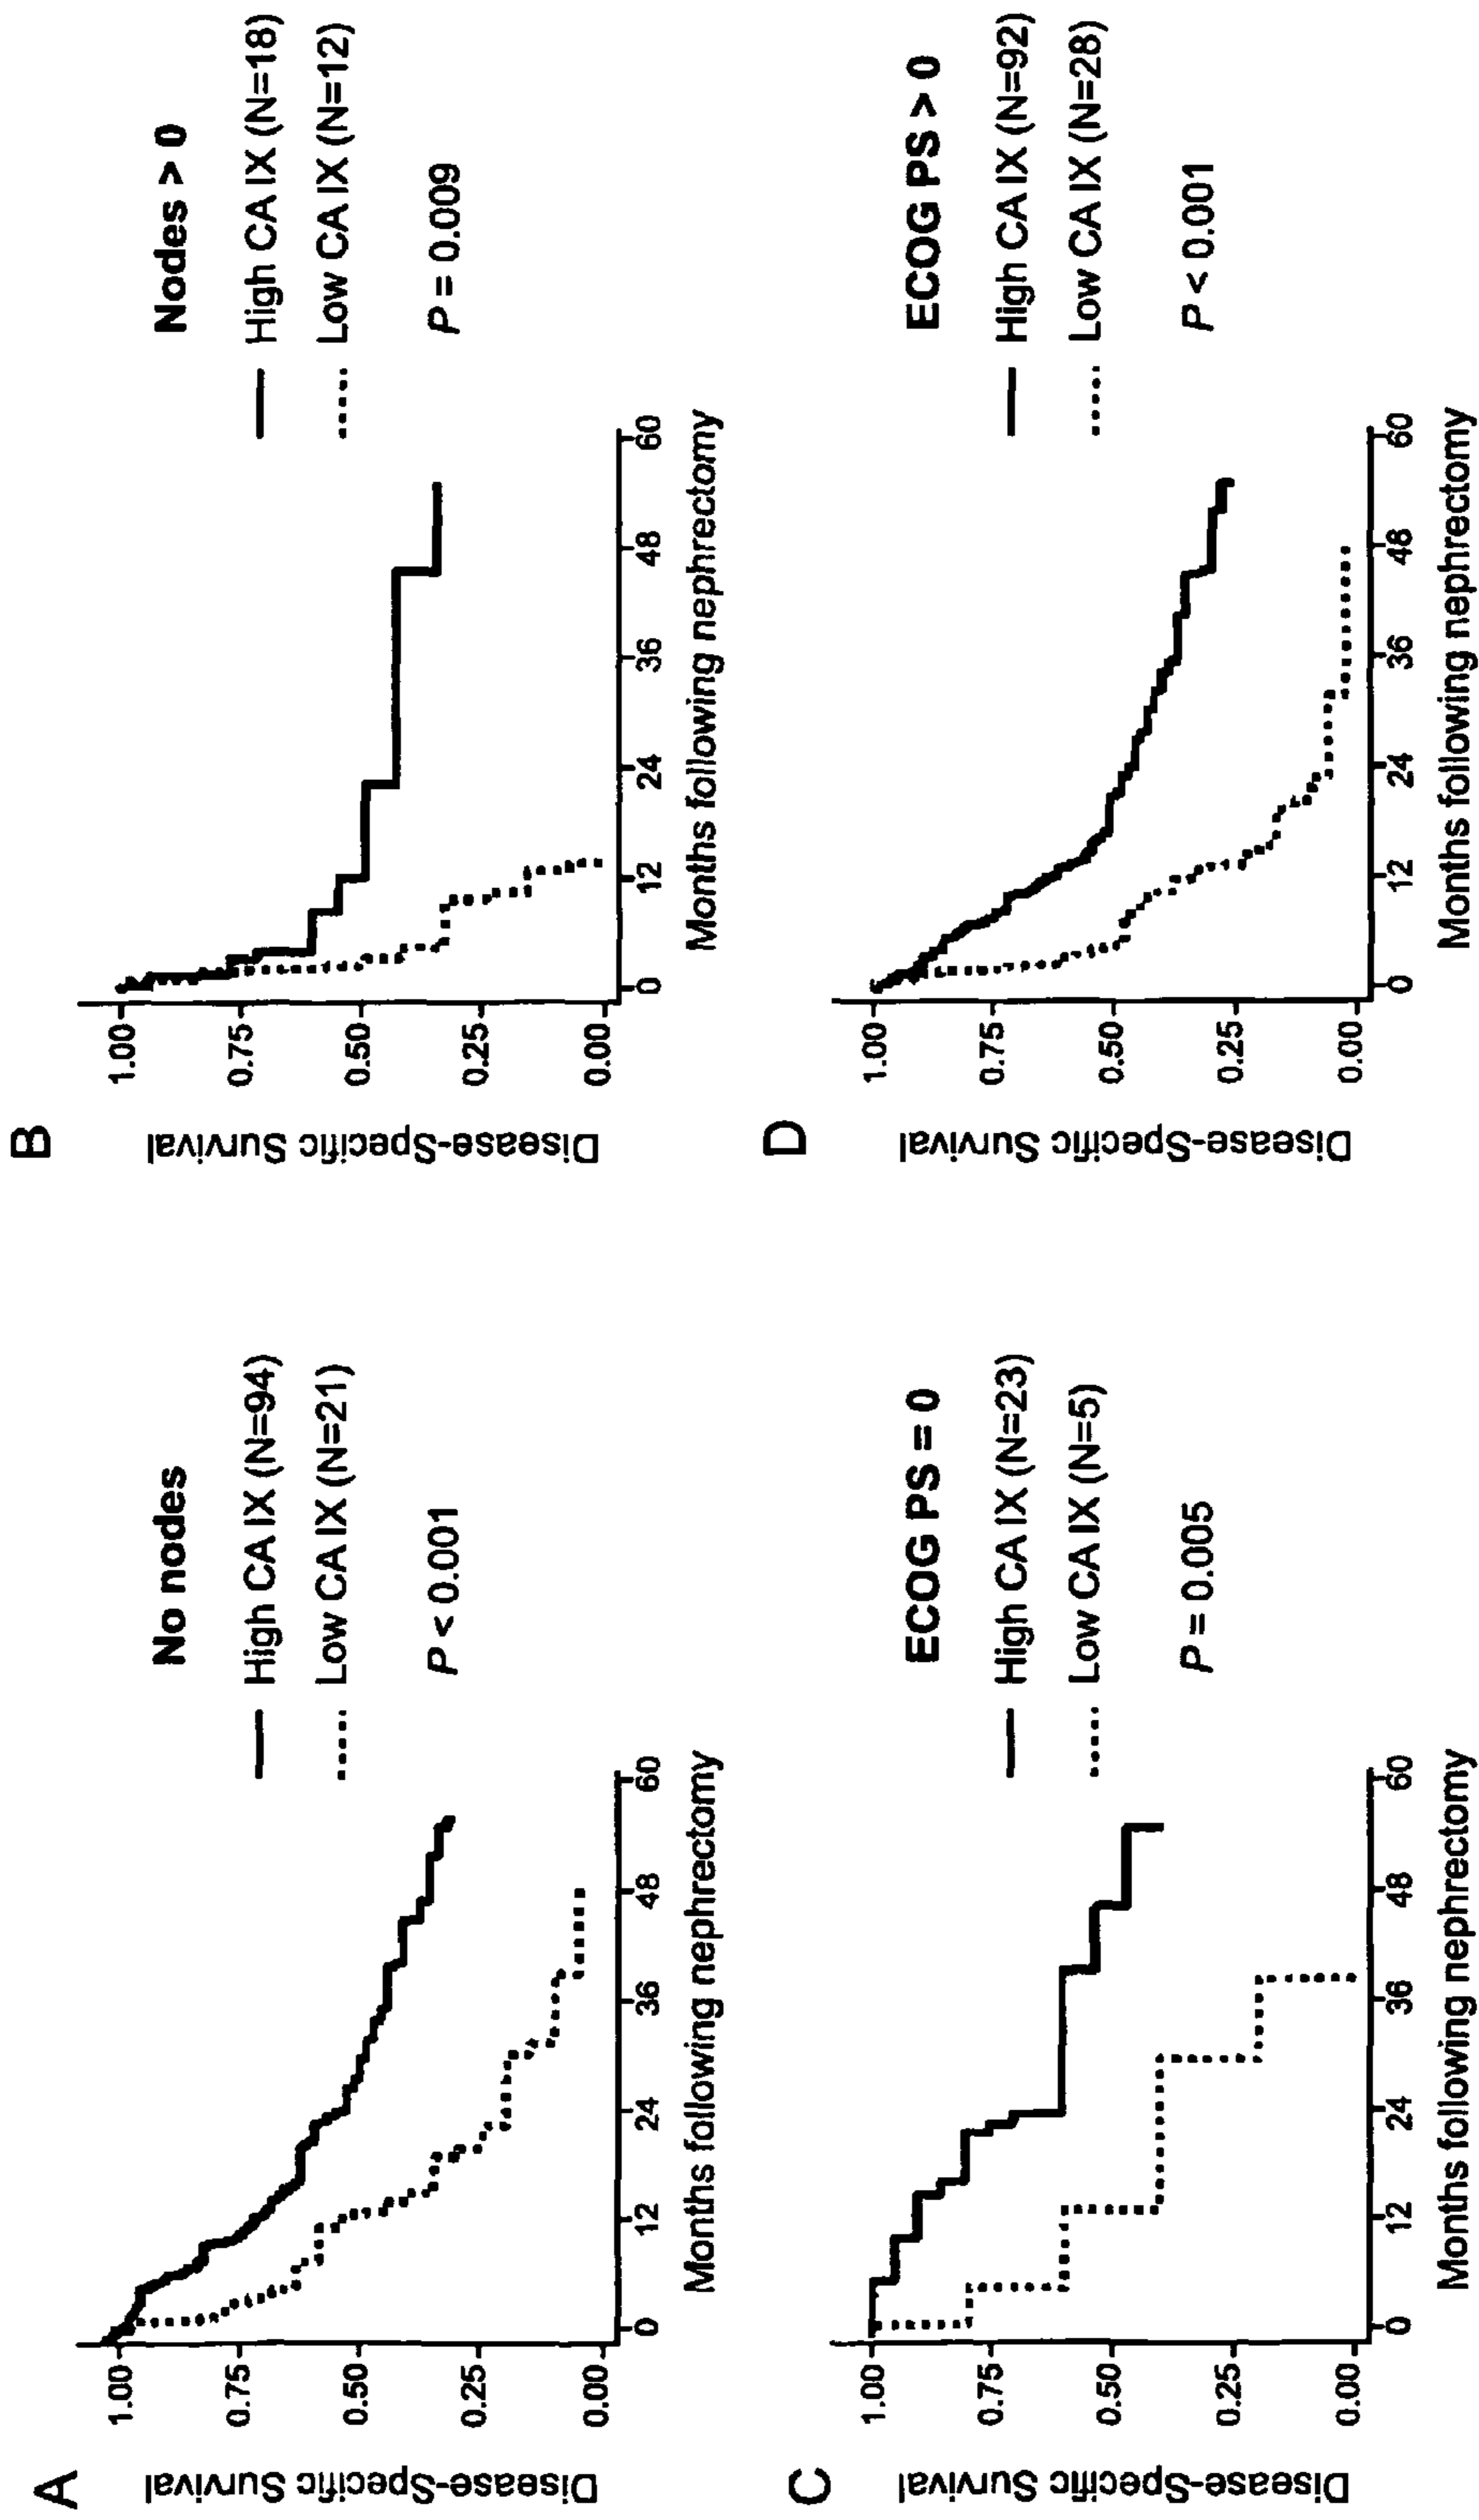 A
Disease-Specific Survival
1.00
0.75
0.50
0.25
0.00
0
12
24
36
48
60
Months following nephrectomy
No nodes
High CA IX (N=94)
Low CA IX (N=21)
P < 0.001
B
Disease-Specific Survival
1.00
0.75
0.50
0.25
0.00
0
12
24
36
48
60
Months following nephrectomy
Nodes > 0
High CA IX (N=18)
Low CA IX (N=12)
P = 0.009
C
Disease-Specific Survival
1.00
0.75
0.50
0.25
0.00
0
12
24
36
48
60
Months following nephrectomy
ECOG PS = 0
High CA IX (N=23)
Low CA IX (N=5)
P = 0.005
D
Disease-Specific Survival
1.00
0.75
0.50
0.25
0.00
0
12
24
36
48
60
Months following nephrectomy
ECOG PS > 0
High CA IX (N=92)
Low CA IX (N=28)
P < 0.001